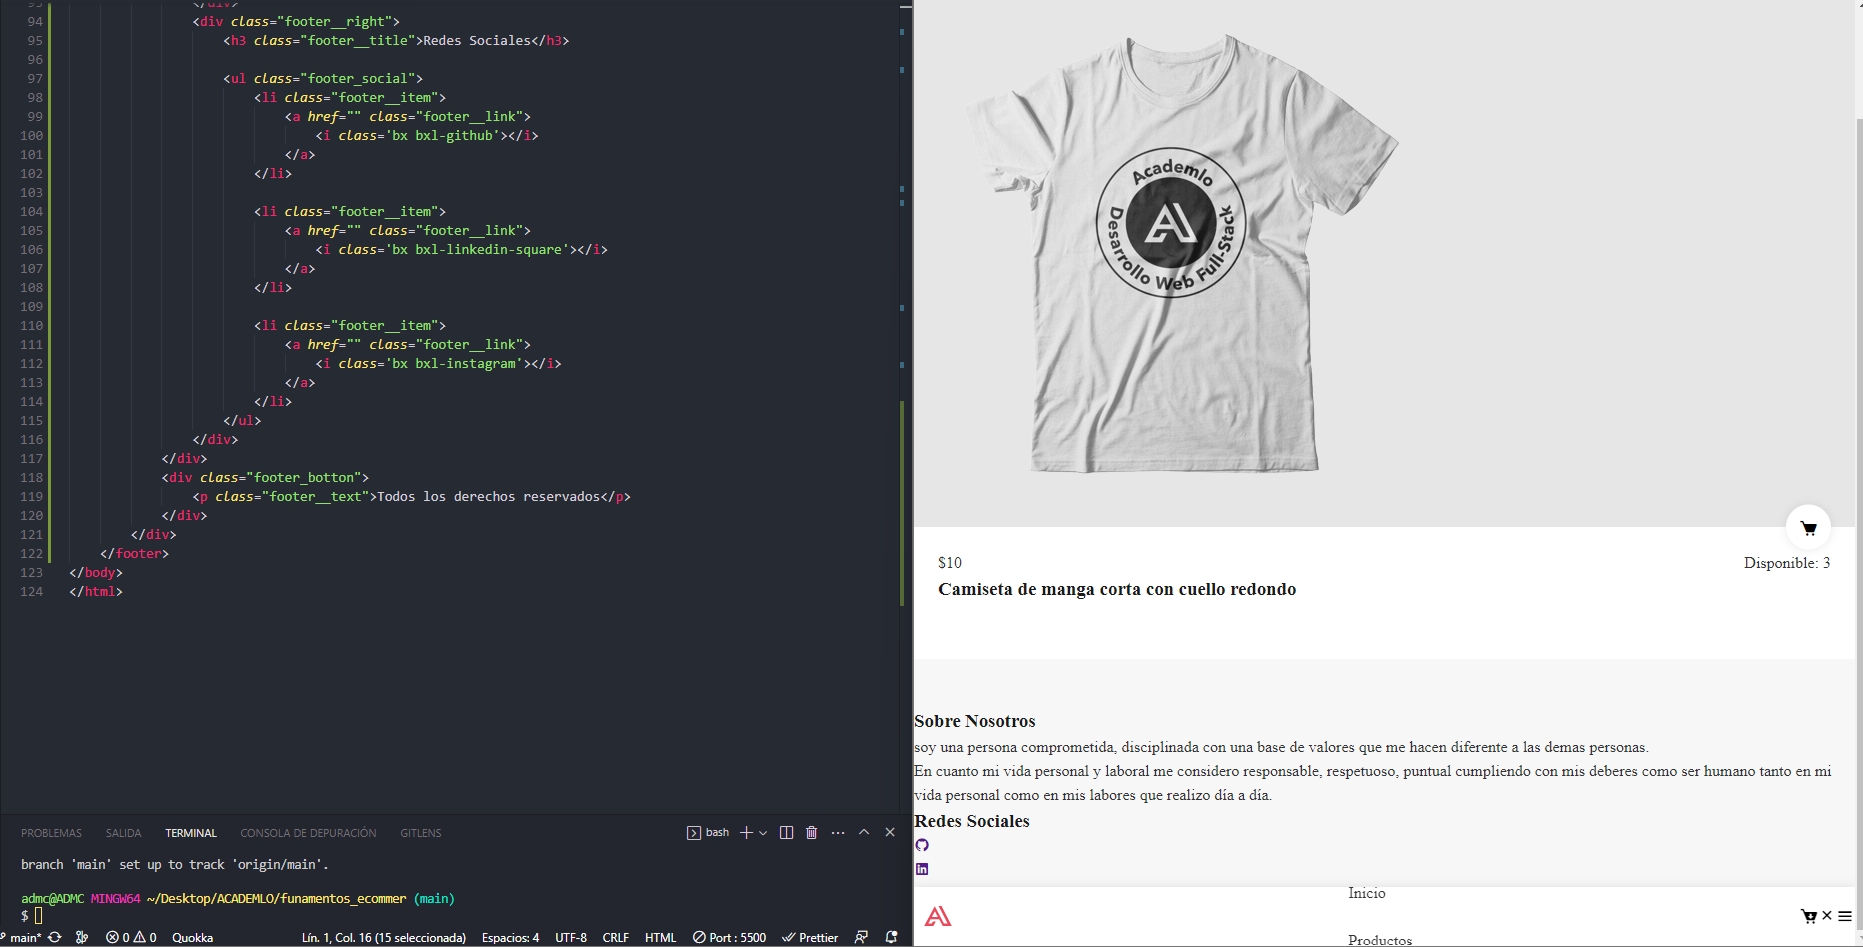 93 </div>
94 <div class="footer__right">
95 <h3 class="footer__title">Redes Sociales</h3>
96
97 <ul class="footer_social">
98 <li class="footer__item">
99 <a href="" class="footer__link">
100 <i class='bx bxl-github'></i>
101 </a>
102 </li>
103
104 <li class="footer__item">
105 <a href="" class="footer__link">
106 <i class='bx bxl-linkedin-square'></i>
107 </a>
108 </li>
109
110 <li class="footer__item">
111 <a href="" class="footer__link">
112 <i class='bx bxl-instagram'></i>
113 </a>
114 </li>
115 </ul>
116 </div>
117 </div>
118 <div class="footer_botton">
119 <p class="footer__text">Todos los derechos reservados</p>
120 </div>
121 </div>
122 </footer>
123 </body>
124 </html>
PROBLEMAS SALIDA TERMINAL CONSOLA DE DEPURACIÓN GITLENS bash
branch 'main' set up to track 'origin/main'.
admc@ADMC MINGW64 ~/Desktop/ACADEMLO/funamentos_ecommer (main)
$
main* 0 0 Quokka Lín. 1, Col. 16 (15 seleccionada) Espacios: 4 UTF-8 CRLF HTML Port : 5500 Prettier
Academlo
Desarrollo Web Full-Stack
$10 Disponible: 3
Camiseta de manga corta con cuello redondo
Sobre Nosotros
soy una persona comprometida, disciplinada con una base de valores que me hacen diferente a las demas personas.
En cuanto mi vida personal y laboral me considero responsable, respetuoso, puntual cumpliendo con mis deberes como ser humano tanto en mi
vida personal como en mis labores que realizo día a día.
Redes Sociales
Inicio
Productos